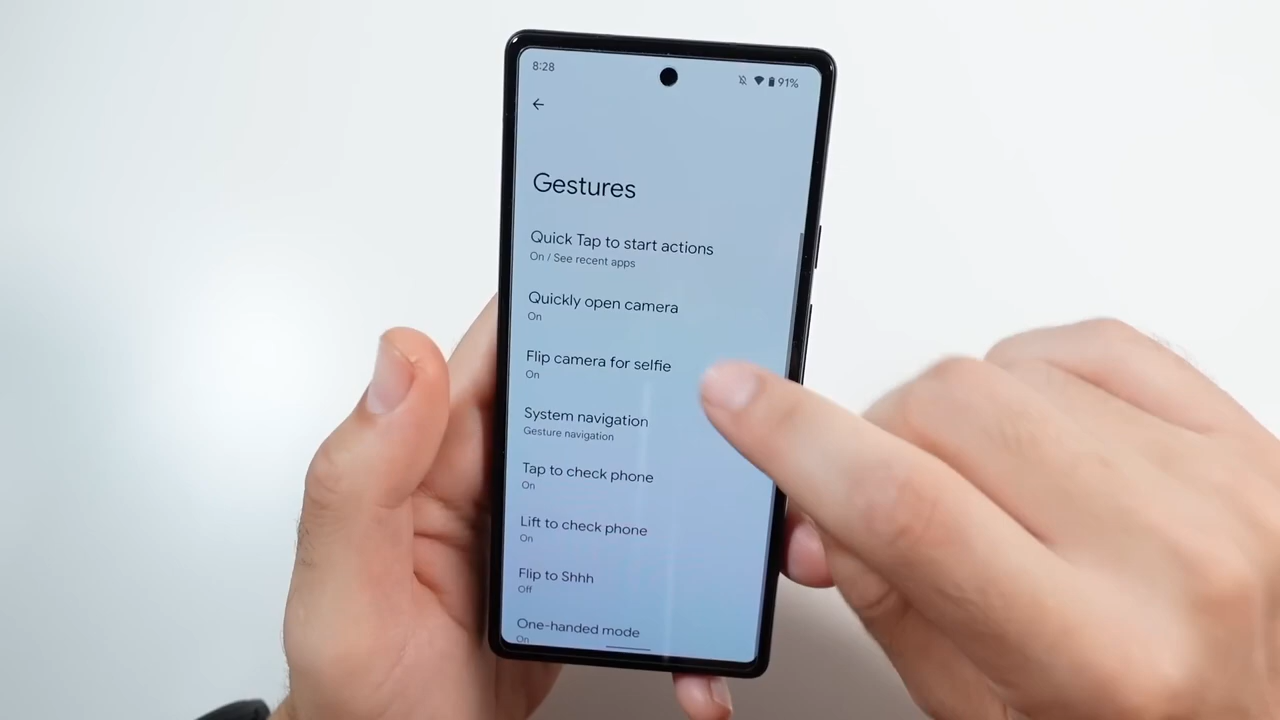 8:28
91%
Gestures
Quick Tap to start actions
On / See recent apps
Quickly open camera
On
Flip camera for selfie
On
System navigation
Gesture navigation
Tap to check phone
On
Lift to check phone
On
Flip to Shhh
Off
One-handed mode
On